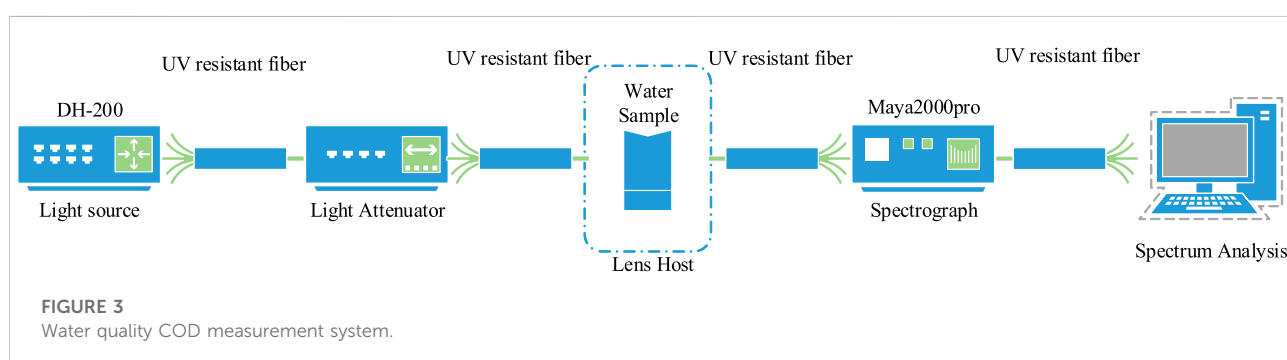 UV resistant fiber
UV resistant fiber
UV resistant fiber
UV resistant fiber
DH-200
Water
Sample
Maya2000pro
Light source
Light Attenuator
Spectrograph
Lens Host
Spectrum Analysis
FIGURE 3
Water quality COD measurement system.